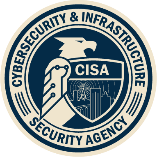 CYBERSECURITY & INFRASTRUCTURE
CISA
SECURITY AGENCY